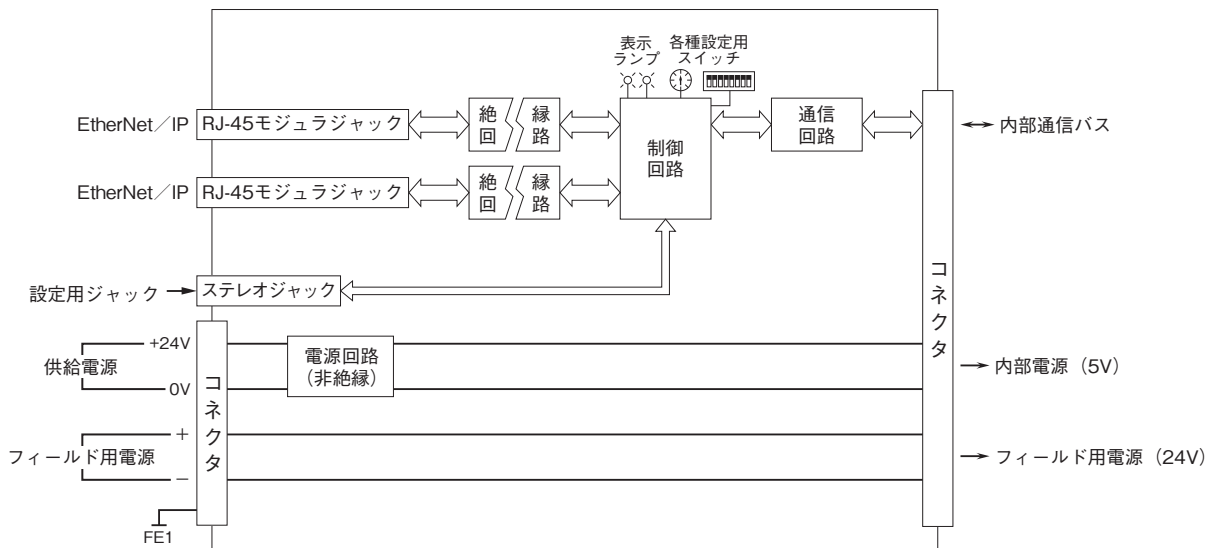 表示
ランプ
各種設定用
スイッチ
EtherNet／IP
RJ-45モジュラジャック
絶
回
縁
路
制御
回路
通信
回路
内部通信バス
EtherNet／IP
RJ-45モジュラジャック
絶
回
縁
路
設定用ジャック
ステレオジャック
コネクタ
供給電源
+24V
0V
電源回路
（非絶縁）
内部電源（5V）
コネクタ
フィールド用電源
+
−
フィールド用電源（24V）
FE1